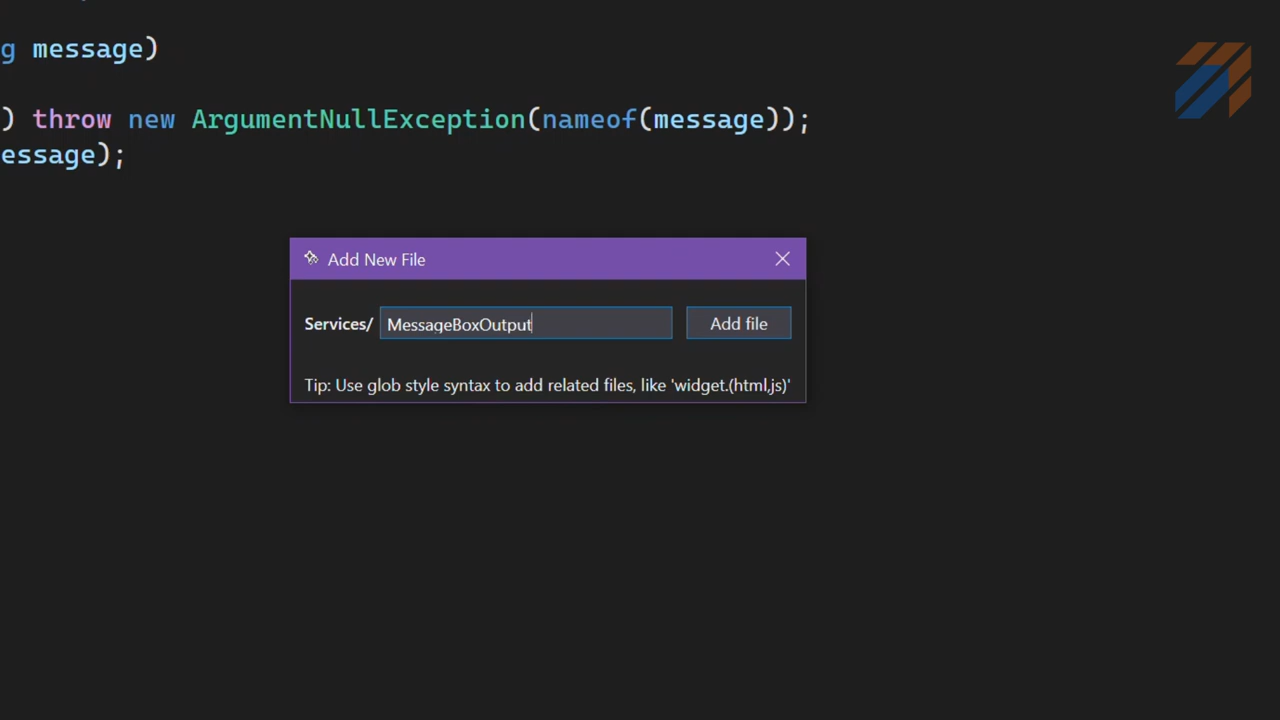 g message)
) throw new ArgumentNullException(nameof(message));
essage);
Add New File
Services/ MessageBoxOutput Add file
Tip: Use glob style syntax to add related files, like 'widget.(html,js)'